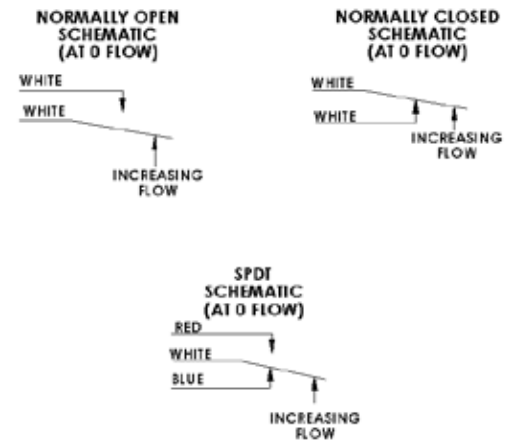 NORMALLY OPEN
SCHEMATIC
(AT 0 FLOW)
WHITE
WHITE
INCREASING
FLOW
NORMALLY CLOSED
SCHEMATIC
(AT 0 FLOW)
WHITE
WHITE
INCREASING
FLOW
SPDT
SCHEMATIC
(AT 0 FLOW)
RED
WHITE
BLUE
INCREASING
FLOW